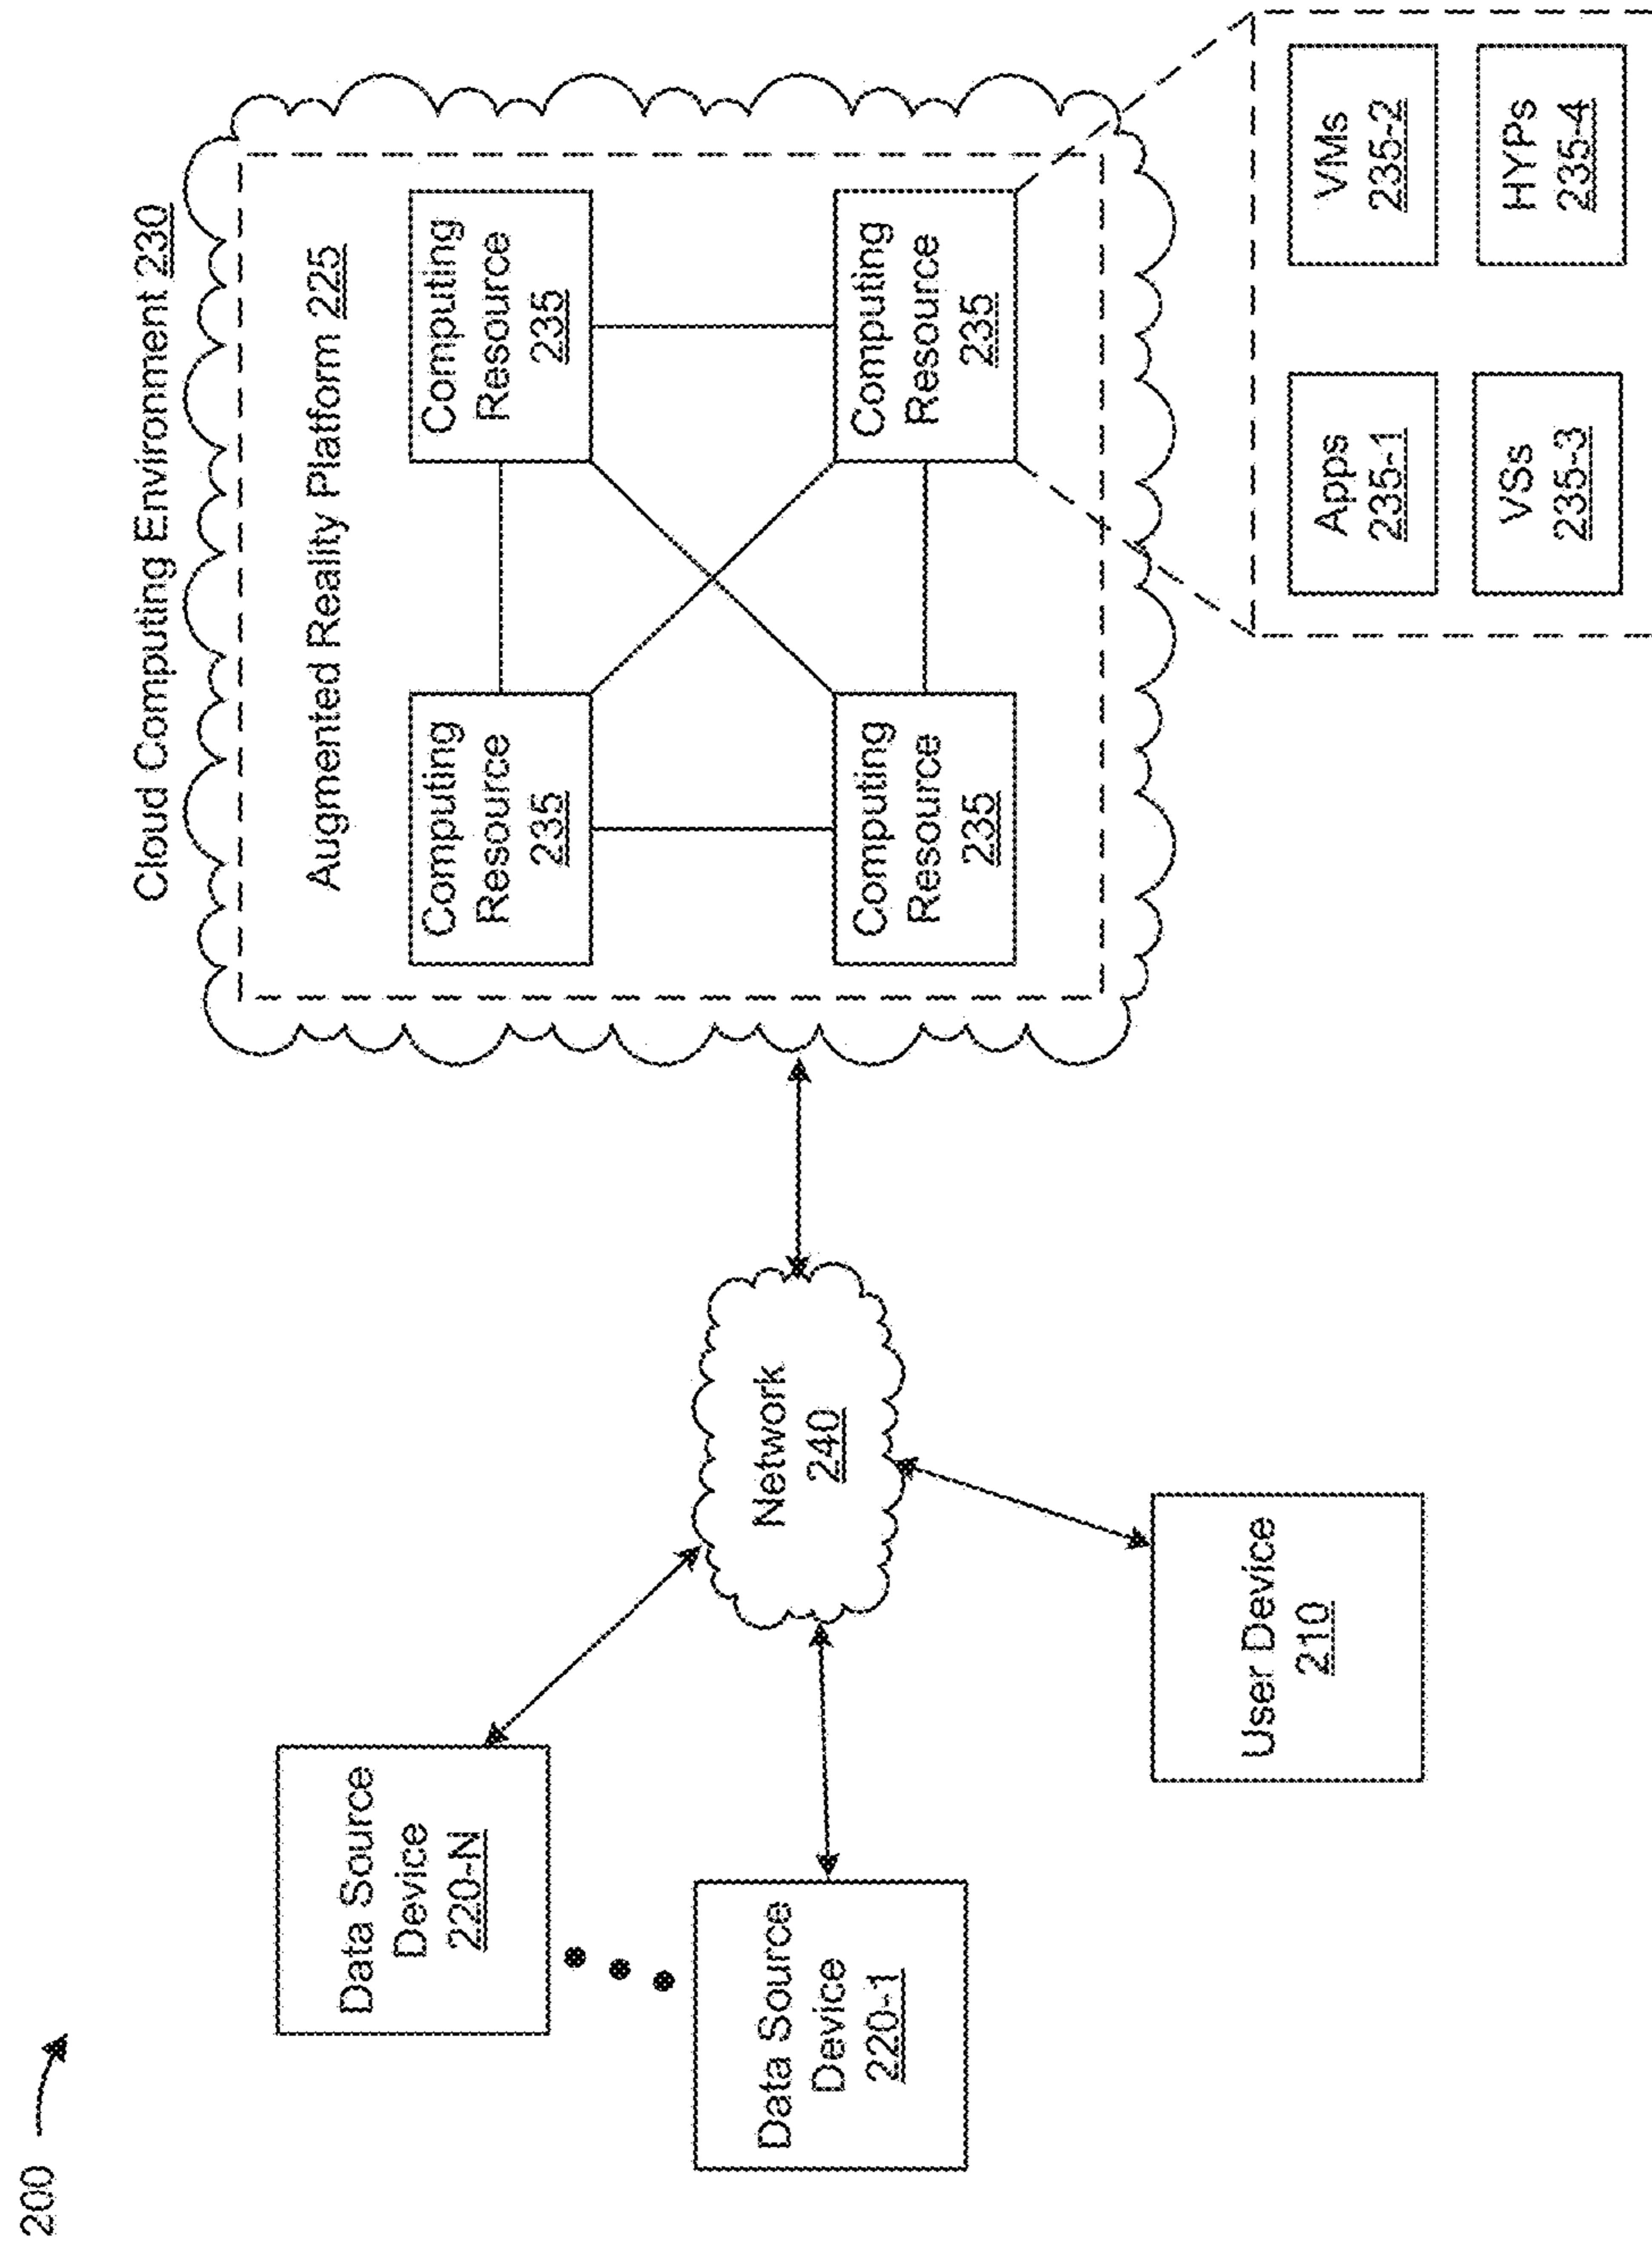 200
Cloud Computing Environment 230
Augmented Reality Platform 225
Computing
Resource
235
Computing
Resource
235
Computing
Resource
235
Computing
Resource
235
Data Source
Device
220-N
Network
240
Data Source
Device
220-1
User Device
210
Apps
235-1
VMs
235-2
VSs
235-3
HYPs
235-4